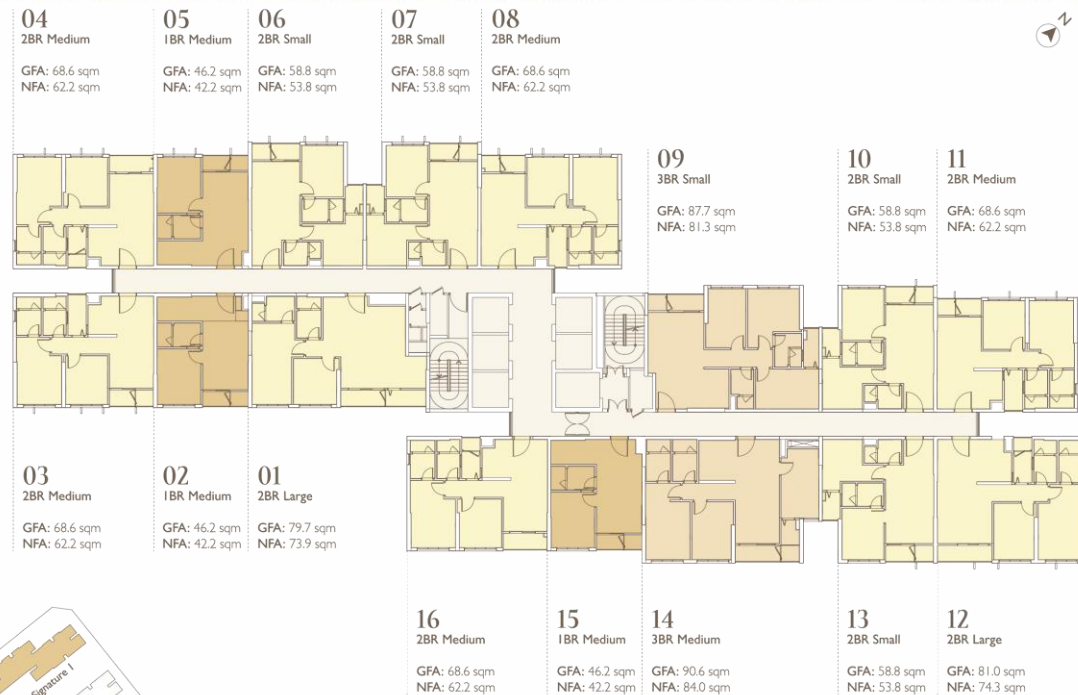 04
2BR Medium
GFA: 68.6 sqm
NFA: 62.2 sqm
05
1BR Medium
GFA: 46.2 sqm
NFA: 42.2 sqm
06
2BR Small
GFA: 58.8 sqm
NFA: 53.8 sqm
07
2BR Small
GFA: 58.8 sqm
NFA: 53.8 sqm
08
2BR Medium
GFA: 68.6 sqm
NFA: 62.2 sqm
N
09
3BR Small
GFA: 87.7 sqm
NFA: 81.3 sqm
10
2BR Small
GFA: 58.8 sqm
NFA: 53.8 sqm
11
2BR Medium
GFA: 68.6 sqm
NFA: 62.2 sqm
03
2BR Medium
GFA: 68.6 sqm
NFA: 62.2 sqm
02
1BR Medium
GFA: 46.2 sqm
NFA: 42.2 sqm
01
2BR Large
GFA: 79.7 sqm
NFA: 73.9 sqm
16
2BR Medium
GFA: 68.6 sqm
NFA: 62.2 sqm
15
1BR Medium
GFA: 46.2 sqm
NFA: 42.2 sqm
14
3BR Medium
GFA: 90.6 sqm
NFA: 84.0 sqm
13
2BR Small
GFA: 58.8 sqm
NFA: 53.8 sqm
12
2BR Large
GFA: 81.0 sqm
NFA: 74.3 sqm
Signature 1